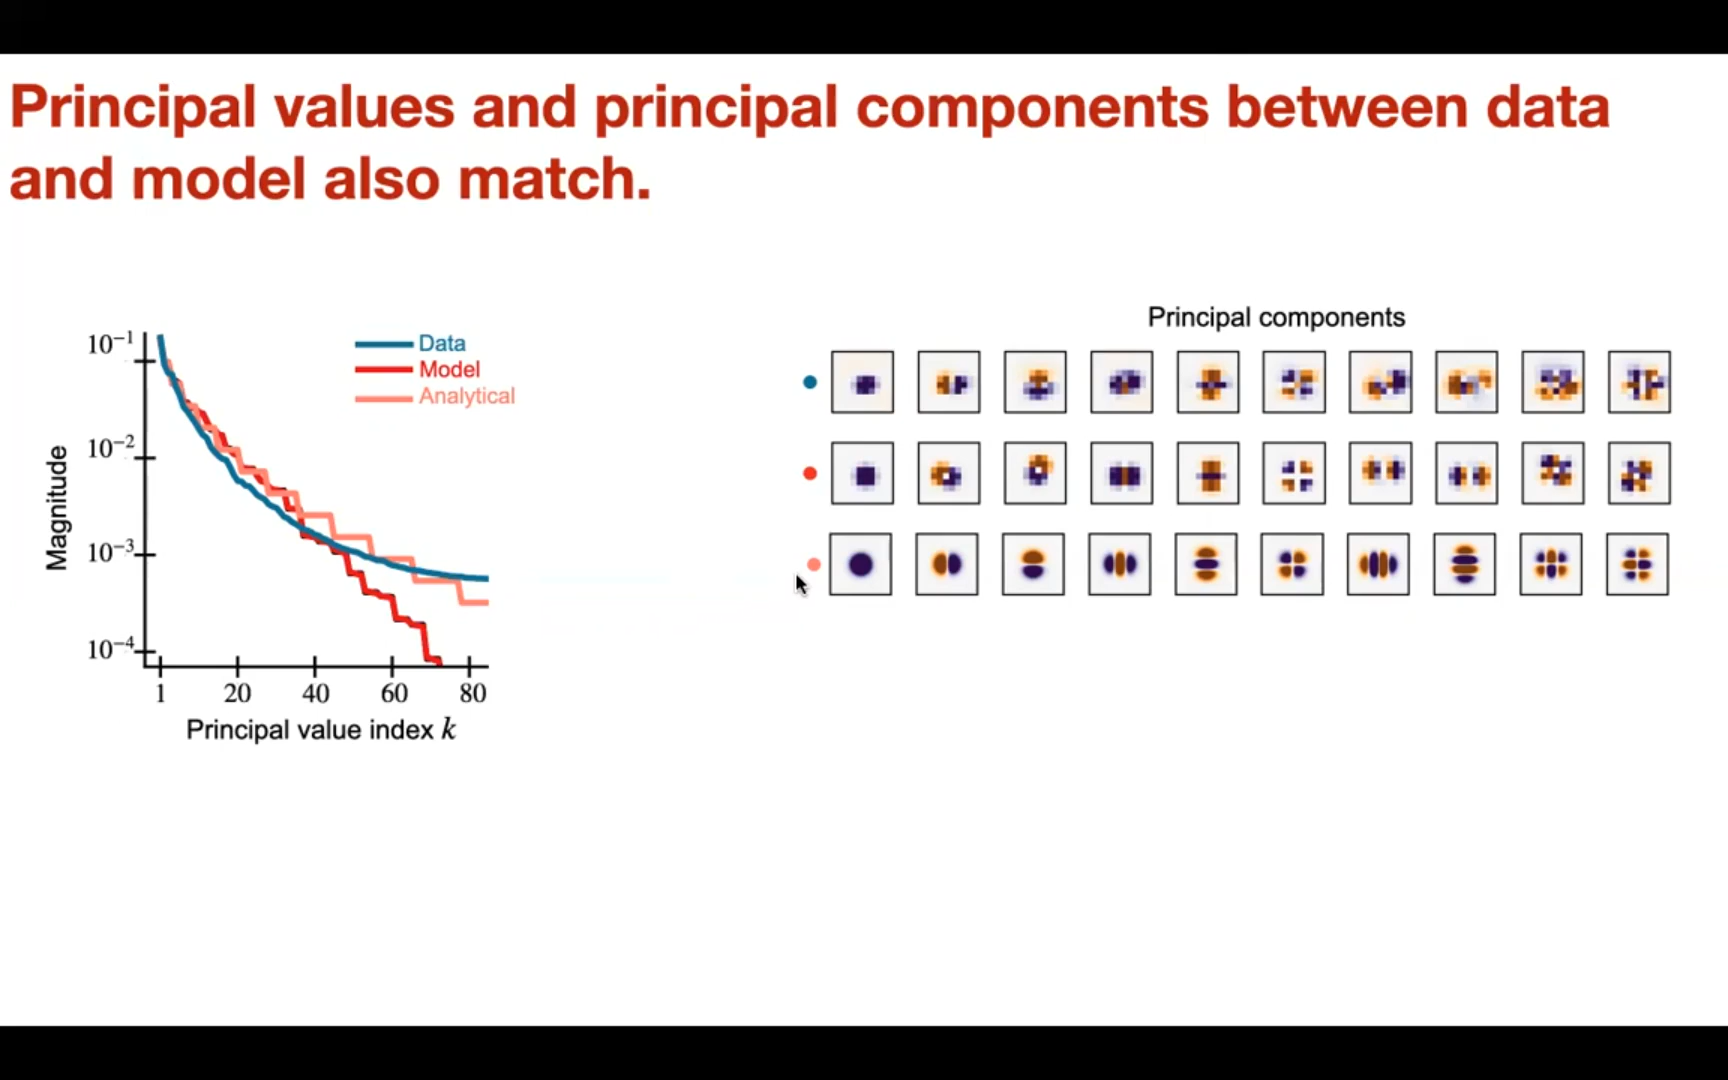 Principal values and principal components between data
and model also match.
Principal components
Data
Model
Analytical
Magnitude
10⁻¹
10⁻²
10⁻³
10⁻⁴
1 20 40 60 80
Principal value index k